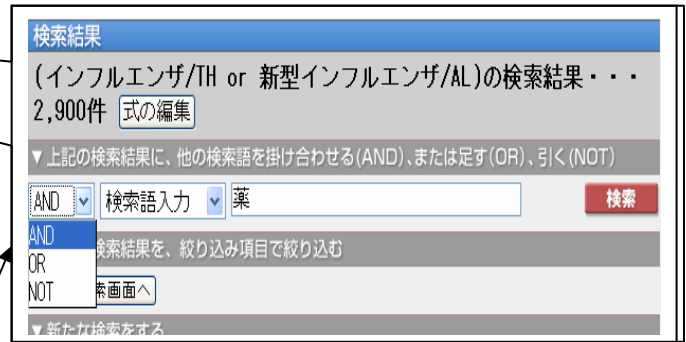 検索結果
(インフルエンザ/TH or 新型インフルエンザ/AL)の検索結果・・・
2,900件 式の編集
▼上記の検索結果に、他の検索語を掛け合わせる(AND)、または足す(OR)、引く(NOT)
AND 検索語入力 薬 検索
AND
検索結果を、絞り込み項目で絞り込む
OR
NOT 索画面へ
▼新たな検索をする